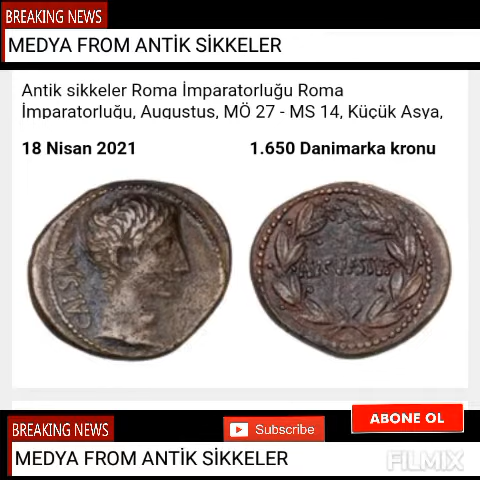 BREAKING NEWS
MEDYA FROM ANTİK SİKKELER
Antik sikkeler Roma İmparatorluğu Roma
İmparatorluğu, Augustus, MÖ 27 - MS 14, Küçük Asya,
18 Nisan 2021 1.650 Danimarka kronu
AVGVSTVS
BREAKING NEWS
Subscribe
ABONE OL
MEDYA FROM ANTİK SİKKELER
FILMIX